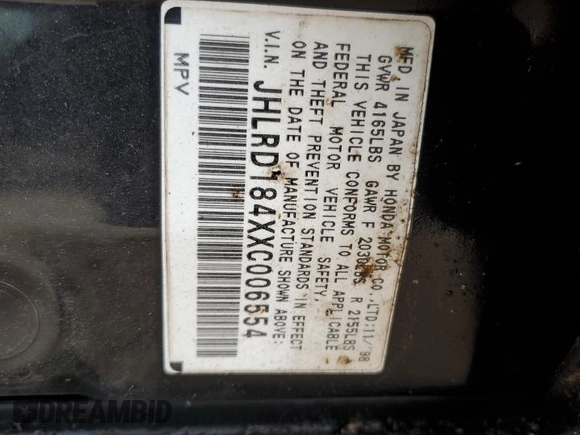 MFD IN JAPAN BY HONDA MOTOR CO.,LTD:11/'98
GVWR 4165LBS GAWR F 2030LBS R 2155LBS
THIS VEHICLE CONFORMS TO ALL APPLICABLE
FEDERAL MOTOR VEHICLE SAFETY,
AND THEFT PREVENTION STANDARDS IN EFFECT
ON THE DATE OF MANUFACTURE SHOWN ABOVE:
V.I.N. JHLRD184XXC006554
MPV
DREAMBID